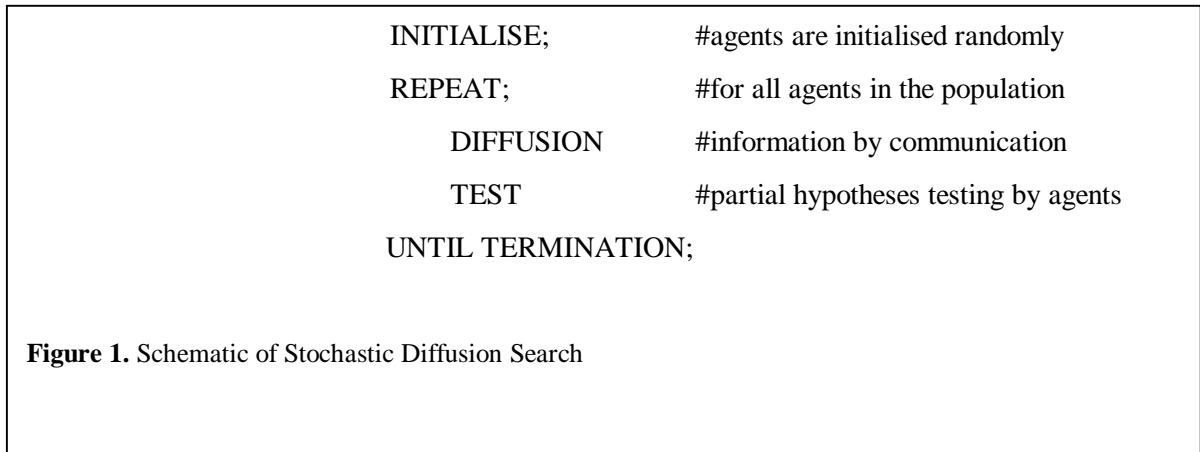 INITIALISE; #agents are initialised randomly
REPEAT; #for all agents in the population
DIFFUSION #information by communication
TEST #partial hypotheses testing by agents
UNTIL TERMINATION;
Figure 1. Schematic of Stochastic Diffusion Search